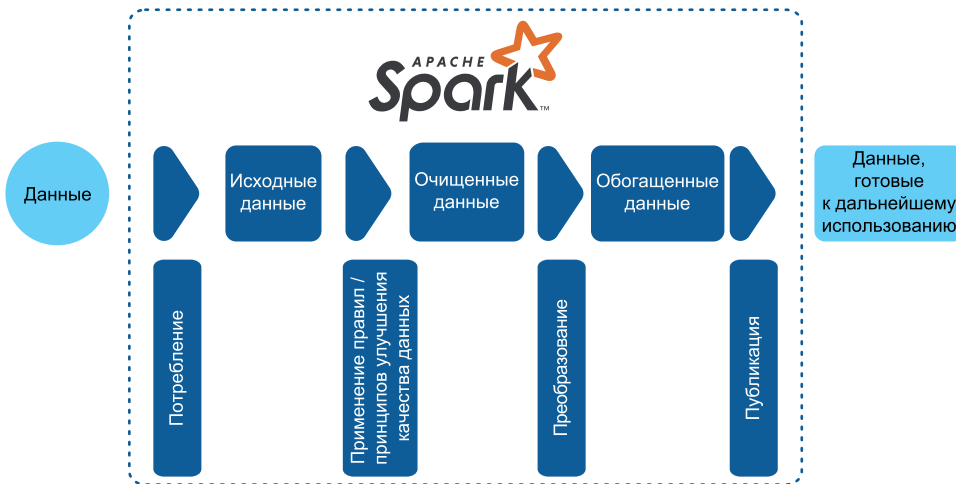 APACHE
Spark™
Данные
Исходные
данные
Очищенные
данные
Обогащенные
данные
Данные,
готовые
к дальнейшему
использованию
Потребление
Применение правил /
принципов улучшения
качества данных
Преобразование
Публикация